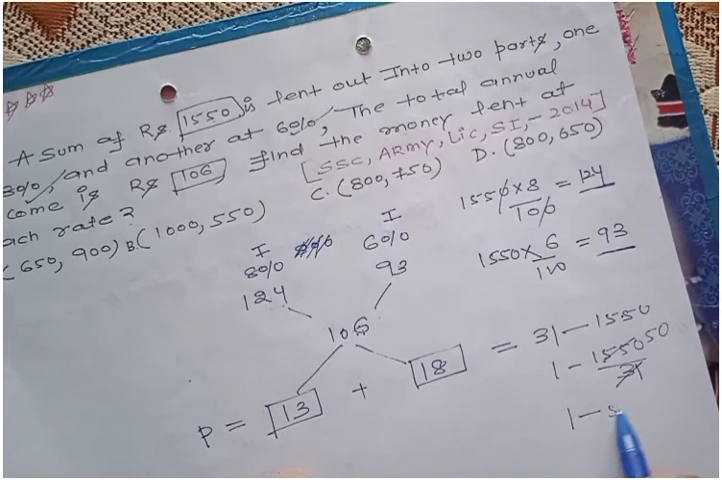 A Sum of Rs. 1550 is lent out Into two parts, one
8%, and another at 6%, The total annual
come is Rs 106, find the money lent at
ach rate? [SSC, ARMY, Lic, SI, - 2014]
(650, 900) B.(1000, 550) C.(800, 750) D.(800, 650)
I I
8% 6%
124 93
106
P = 13 + 18 = 31 - 1550
1550 x 8 / 100 = 124
1550 x 6 / 100 = 93
1 - 1550 50 / 31
1 - 5